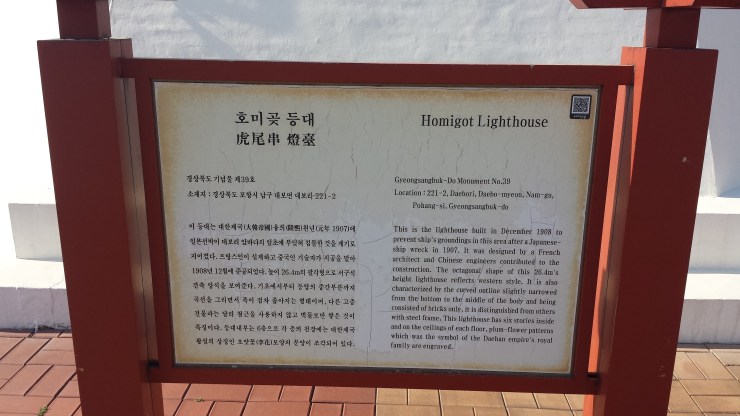 호미곶 등대
虎尾串 燈臺
경상북도 기념물 제39호
소재지 : 경상북도 포항시 남구 대보면 대보리 221-2
이 등대는 대한제국(大韓帝國)융희(隆熙)원년(元年 1907)에
일본선박이 대보리 앞바다의 암초에 부딪혀 침몰한 것을 계기로
지어졌다. 프랑스인이 설계하고 중국인 기술자가 시공을 맡아
1908년 12월에 준공되었다. 높이 26.4m의 팔각형으로 서구식
건축 양식을 보여준다. 기초에서부터 등탑의 중간부분까지
곡선을 그리면서 폭이 점차 좁아지는 형태이며, 다른 고층
건물과는 달리 철근을 사용하지 않고 벽돌로만 쌓은 것이
특징이다. 등대내부는 6층으로 각 층의 천장에는 대한제국
황실의 상징인 오얏꽃(李花)모양의 문양이 조각되어 있다.
Homigot Lighthouse
Gyeongsangbuk-Do Monument No.39
Location : 221-2, Daebori, Daebo-myeon, Nam-gu,
Pohang-si, Gyeongsangbuk-do
This is the lighthouse built in December 1908 to
prevent ship's groundings in this area after a Japanese-
ship wreck in 1907. It was designed by a French
architect and Chinese engineers contributed to the
construction. The octagonal shape of this 26.4m's
height lighthouse reflects western style. It is also
characterized by the curved outline slightly narrowed
from the bottom to the middle of the body and being
consisted of bricks only, it is distinguished from others
with steel frame. This lighthouse has six stories inside
and on the ceilings of each floor, plum-flower patterns
which was the symbol of the Daehan empire's royal
family are engraved.